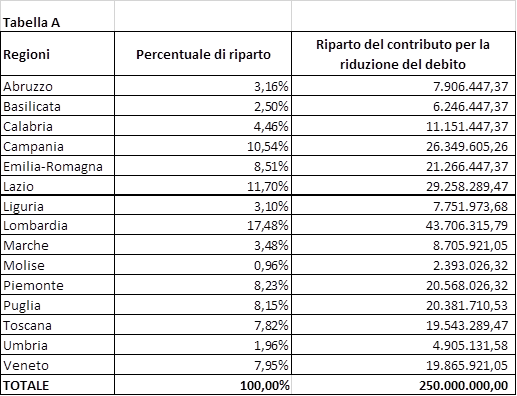 Tabella A
Regioni Percentuale di riparto Riparto del contributo per la
riduzione del debito
Abruzzo 3,16% 7.906.447,37
Basilicata 2,50% 6.246.447,37
Calabria 4,46% 11.151.447,37
Campania 10,54% 26.349.605,26
Emilia-Romagna 8,51% 21.266.447,37
Lazio 11,70% 29.258.289,47
Liguria 3,10% 7.751.973,68
Lombardia 17,48% 43.706.315,79
Marche 3,48% 8.705.921,05
Molise 0,96% 2.393.026,32
Piemonte 8,23% 20.568.026,32
Puglia 8,15% 20.381.710,53
Toscana 7,82% 19.543.289,47
Umbria 1,96% 4.905.131,58
Veneto 7,95% 19.865.921,05
TOTALE 100,00% 250.000.000,00